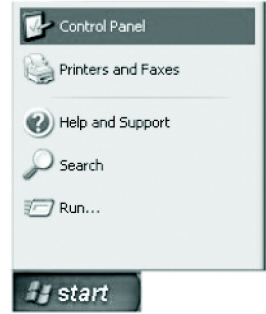 Control Panel
Printers and Faxes
Help and Support
Search
Run...
start